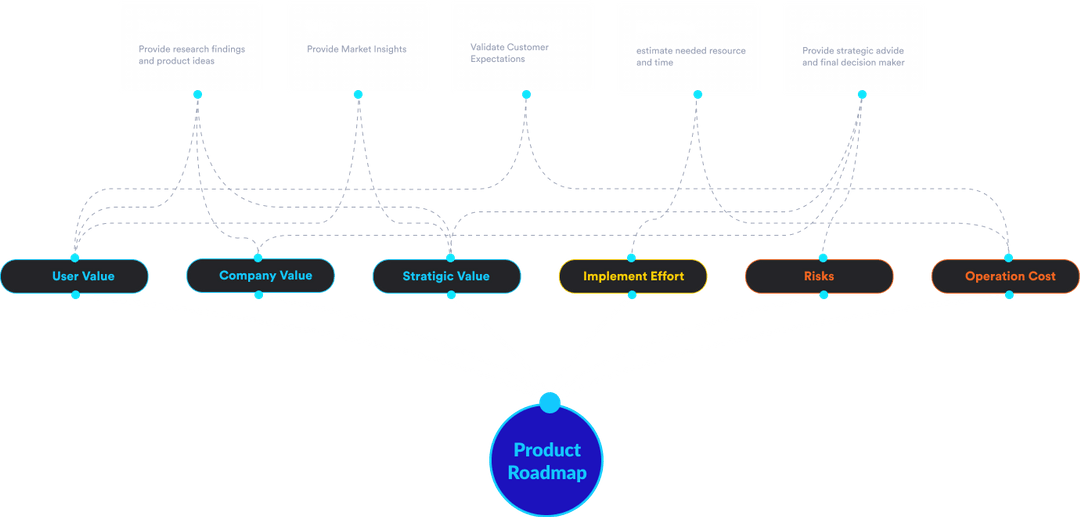 Provide research findings
and product ideas
Provide Market Insights
Validate Customer
Expectations
estimate needed resource
and time
Provide strategic advide
and final decision maker
User Value
Company Value
Stratigic Value
Implement Effort
Risks
Operation Cost
Product
Roadmap